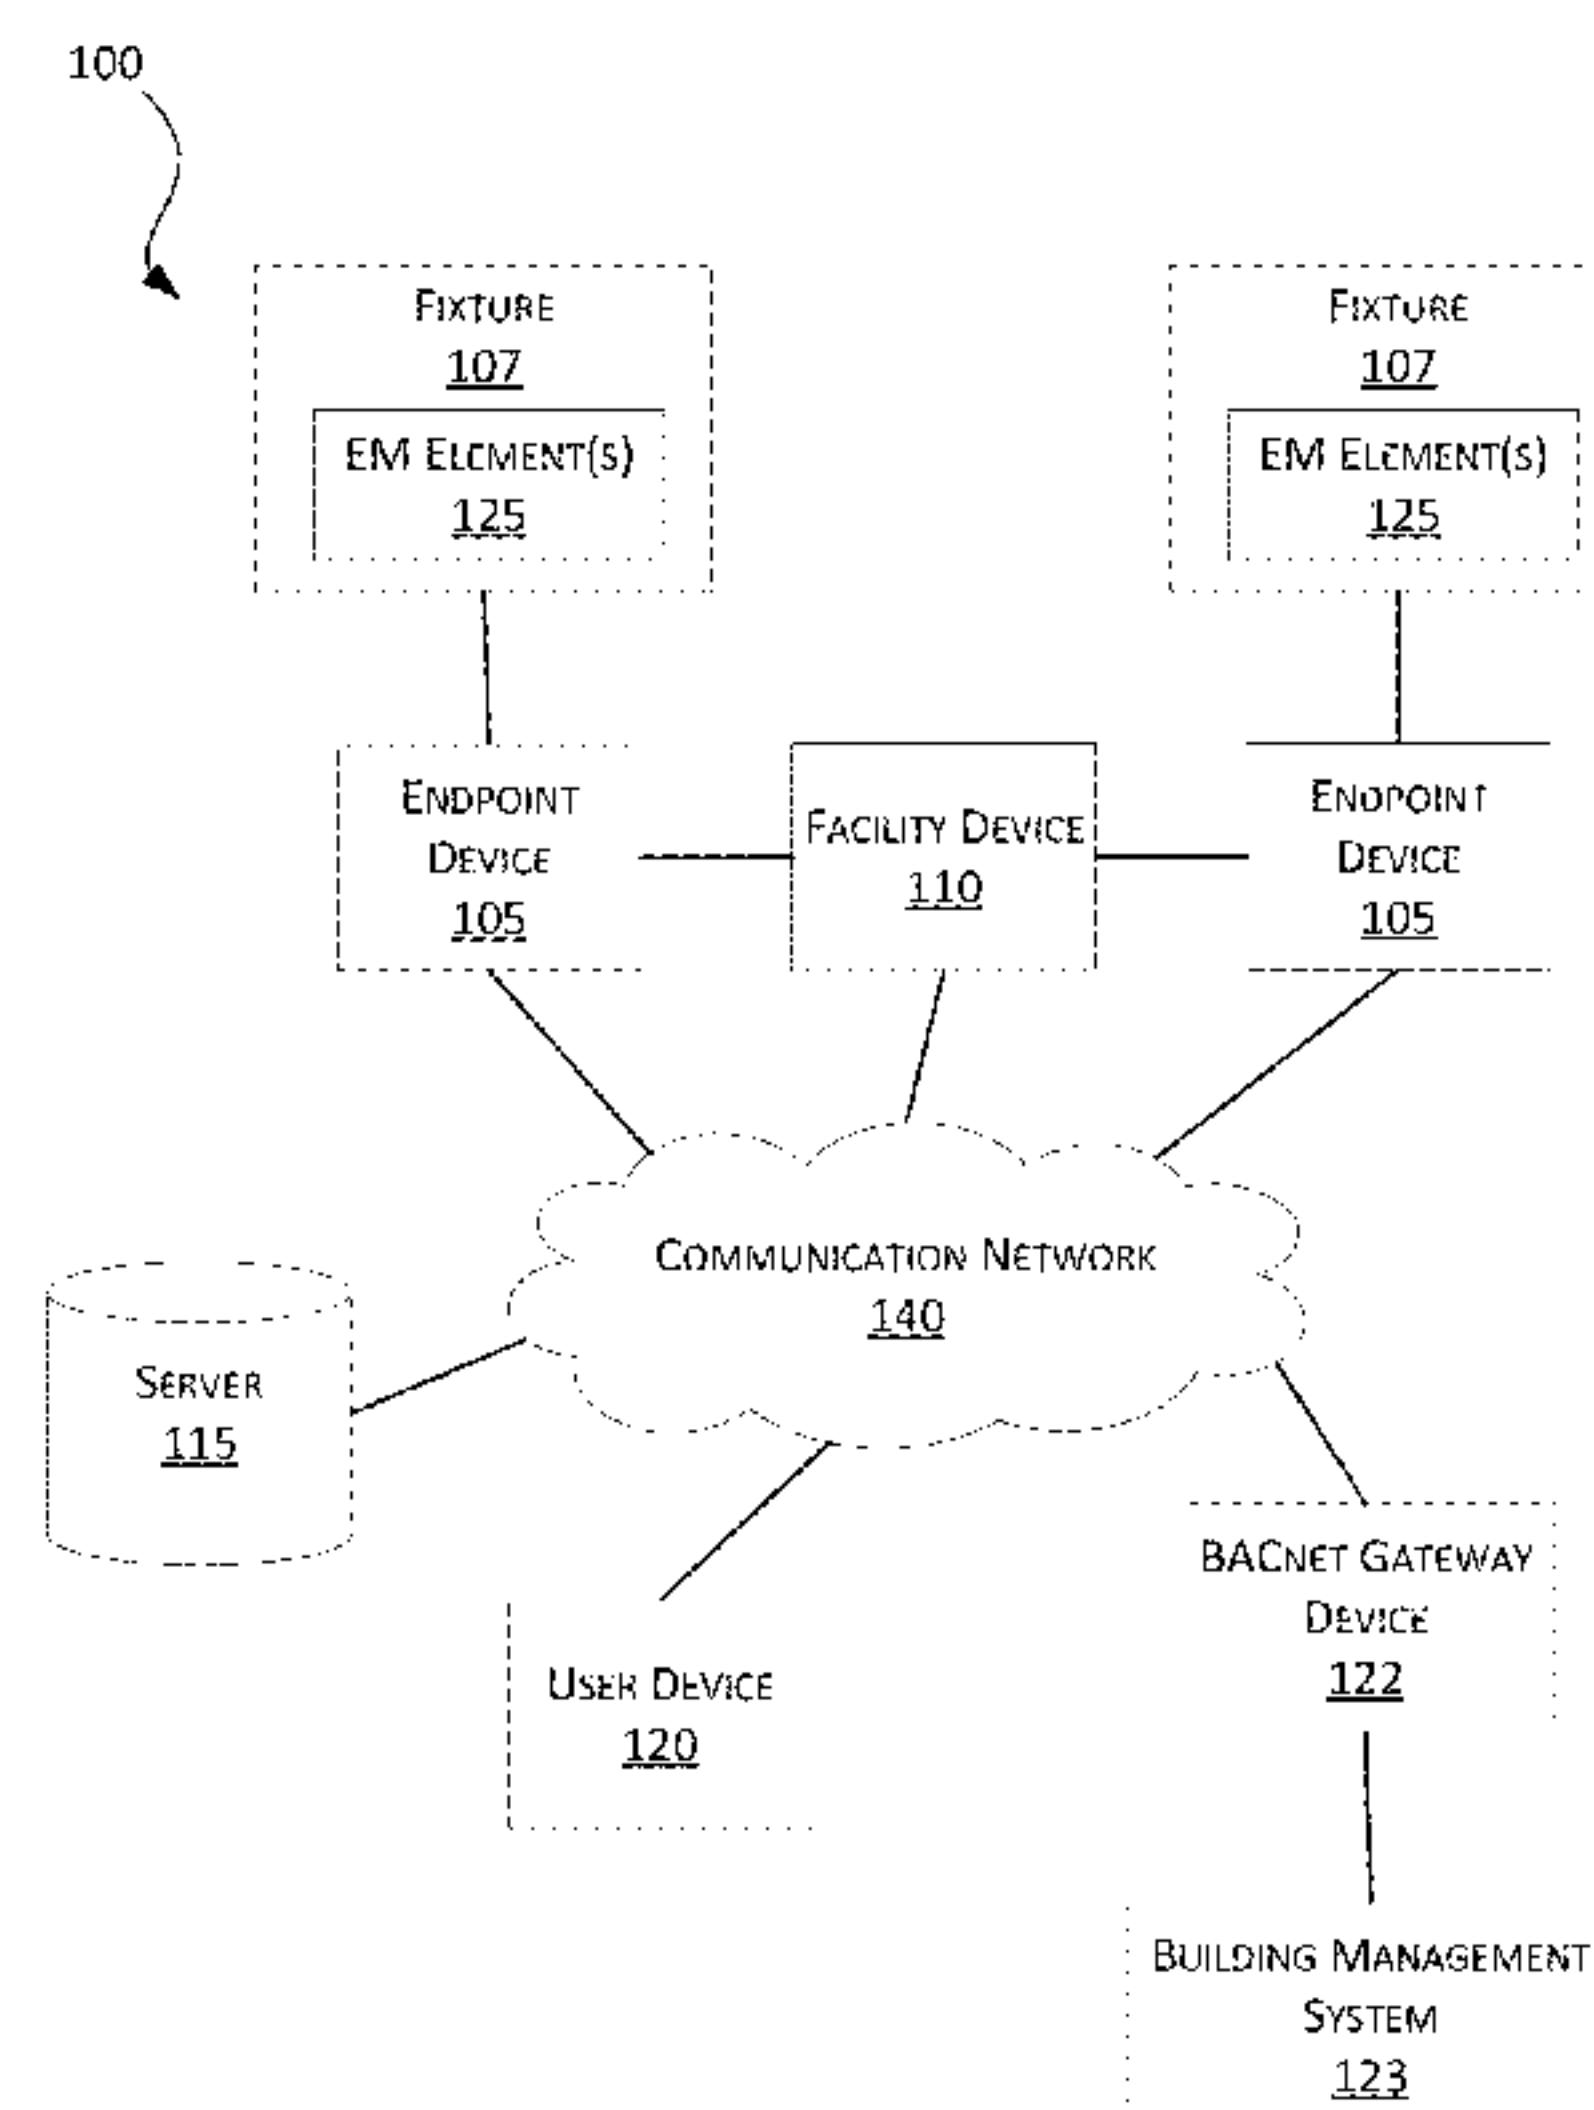 100
FIXTURE
107
EM ELEMENT(S)
125
FIXTURE
107
EM ELEMENT(S)
125
ENDPOINT
DEVICE
105
FACILITY DEVICE
110
ENDPOINT
DEVICE
105
COMMUNICATION NETWORK
140
SERVER
115
USER DEVICE
120
BACNET GATEWAY
DEVICE
122
BUILDING MANAGEMENT
SYSTEM
123